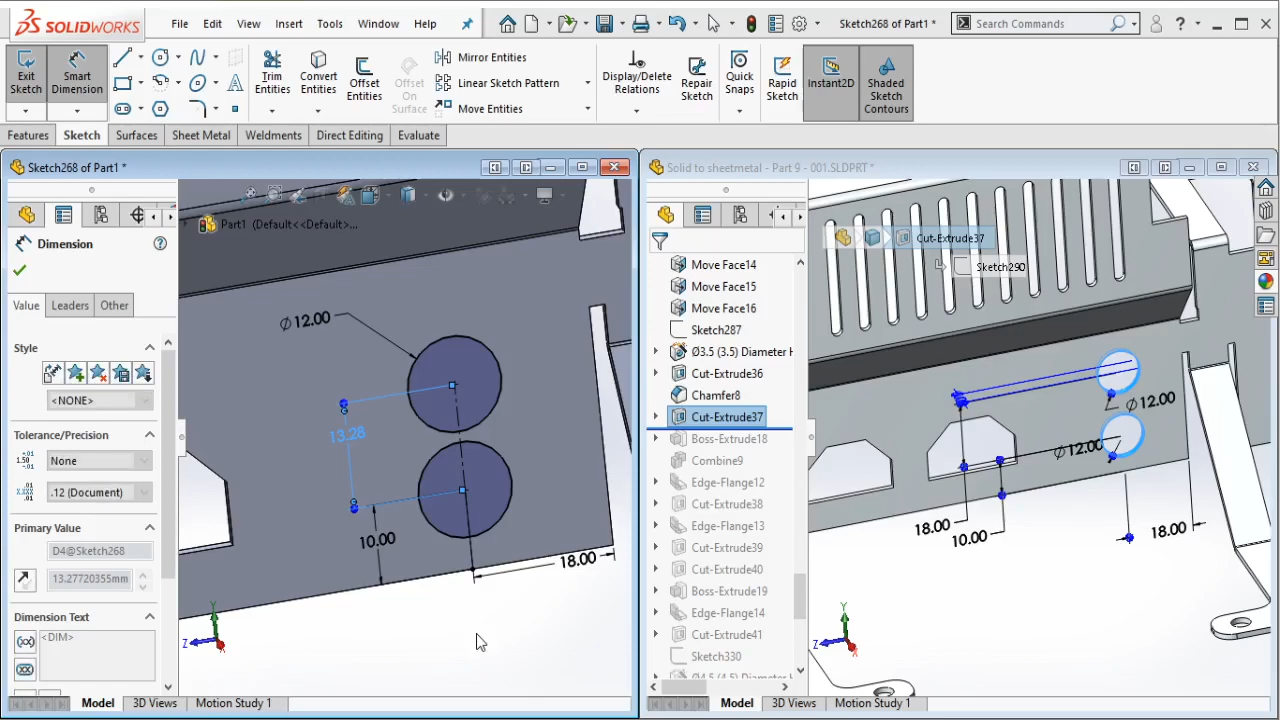 SOLIDWORKS
File Edit View Insert Tools Window Help
Sketch268 of Part1 *
Search Commands
Exit Sketch
Smart Dimension
Trim Entities
Convert Entities
Offset Entities
Offset On Surface
Mirror Entities
Linear Sketch Pattern
Move Entities
Display/Delete Relations
Repair Sketch
Quick Snaps
Rapid Sketch
Instant2D
Shaded Sketch Contours
Features Sketch Surfaces Sheet Metal Weldments Direct Editing Evaluate
Sketch268 of Part1 *
Dimension
Value Leaders Other
Style
<NONE>
Tolerance/Precision
None
.12 (Document)
Primary Value
D4@Sketch268
13.27720355mm
Dimension Text
<DIM>
Part1 (Default<<Default>...
Ø12.00
13.28
10.00
18.00
Y
Z
X
Model 3D Views Motion Study 1
Solid to sheetmetal - Part 9 - 001.SLDPRT *
Move Face14
Move Face15
Move Face16
Sketch287
Ø3.5 (3.5) Diameter H
Cut-Extrude36
Chamfer8
Cut-Extrude37
Boss-Extrude18
Combine9
Edge-Flange12
Cut-Extrude38
Edge-Flange13
Cut-Extrude39
Cut-Extrude40
Boss-Extrude19
Edge-Flange14
Cut-Extrude41
Sketch330
Ø4.5 (4.5) Diameter H
Cut-Extrude37
Sketch290
Ø12.00
Ø12.00
18.00
10.00
18.00
Y
Z
X
Model 3D Views Motion Study 1